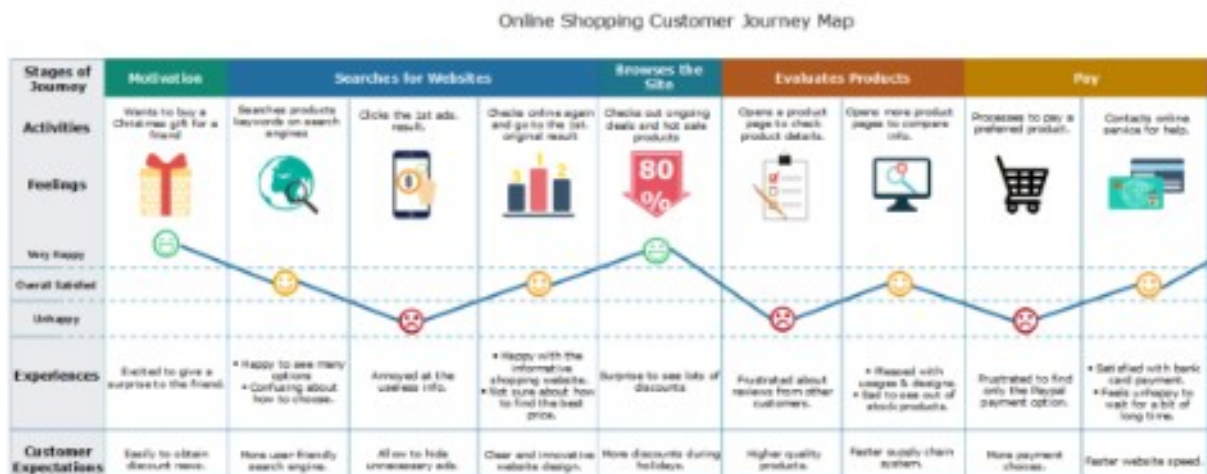 Online Shopping Customer Journey Map
Stages of Journey
Motivation
Searches for Websites
Browses the Site
Evaluates Products
Pay
Activities
Wants to buy a
Christmas gift for a
friend
Searches products
keywords on search
engines
Clicks the 1st ads.
result.
Checks online again
and go to the 1st.
original result
Checks out ongoing
deals and hot sale
products
Opens a product
page to check
product details.
Opens more product
pages to compare
info.
Processes to pay a
preferred product.
Contacts online
service for help.
Feelings
$
3
1
2
80
%
Very Happy
Overall Satisfied
Unhappy
Experiences
Excited to give a
surprise to the friend.
• Happy to see many
options
• Confusing about
how to choose.
Annoyed at the
useless info.
• Happy with the
informative
shopping website.
• Not sure about how
to find the best
price.
Surprise to see lots of
discounts
Frustrated about
reviews from other
customers.
• Pleased with
usages & designs.
• Sad to see out of
stock products.
Frustrated to find
only the Paypal
payment option.
• Satisfied with bank
card payment.
• Feels unhappy to
wait for a bit of
long time.
Customer
Expectations
Easily to obtain
discount news.
More user-friendly
search engine.
Allow to hide
unnecessary ads.
Clear and innovative
website design.
More discounts during
holidays.
Higher quality
products.
Faster supply chain
system.
More payment
choices.
Faster website speed.